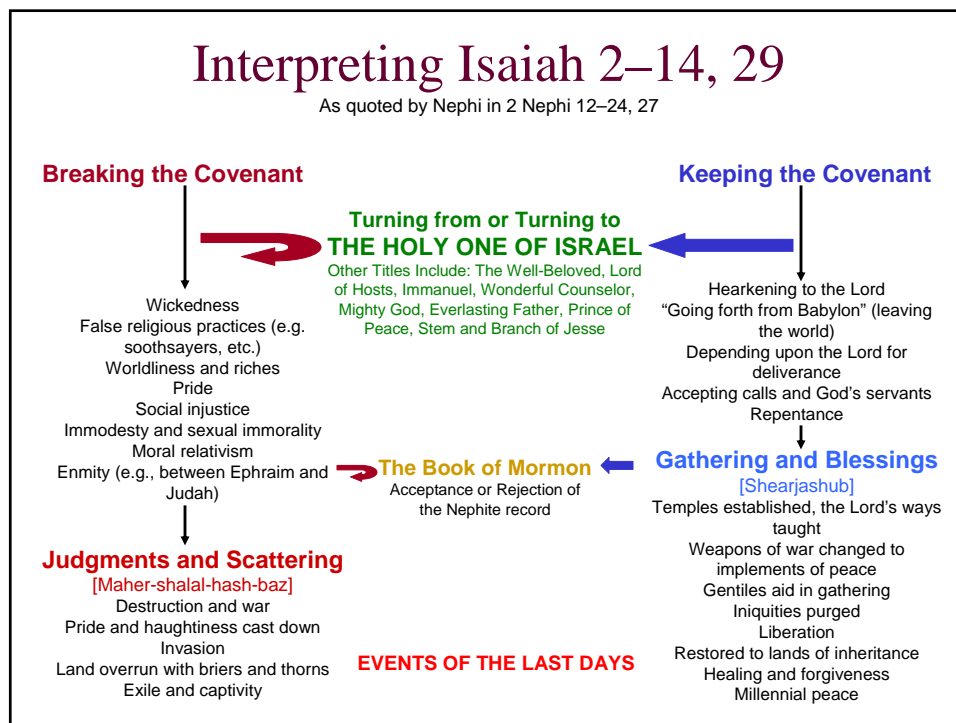 Interpreting Isaiah 2–14, 29
As quoted by Nephi in 2 Nephi 12–24, 27
Breaking the Covenant
Wickedness
False religious practices (e.g.
soothsayers, etc.)
Worldliness and riches
Pride
Social injustice
Immodesty and sexual immorality
Moral relativism
Enmity (e.g., between Ephraim and
Judah)
Judgments and Scattering
[Maher-shalal-hash-baz]
Destruction and war
Pride and haughtiness cast down
Invasion
Land overrun with briers and thorns
Exile and captivity
Turning from or Turning to
THE HOLY ONE OF ISRAEL
Other Titles Include: The Well-Beloved, Lord
of Hosts, Immanuel, Wonderful Counselor,
Mighty God, Everlasting Father, Prince of
Peace, Stem and Branch of Jesse
The Book of Mormon
Acceptance or Rejection of
the Nephite record
EVENTS OF THE LAST DAYS
Keeping the Covenant
Hearkening to the Lord
“Going forth from Babylon” (leaving
the world)
Depending upon the Lord for
deliverance
Accepting calls and God’s servants
Repentance
Gathering and Blessings
[Shearjashub]
Temples established, the Lord’s ways
taught
Weapons of war changed to
implements of peace
Gentiles aid in gathering
Iniquities purged
Liberation
Restored to lands of inheritance
Healing and forgiveness
Millennial peace